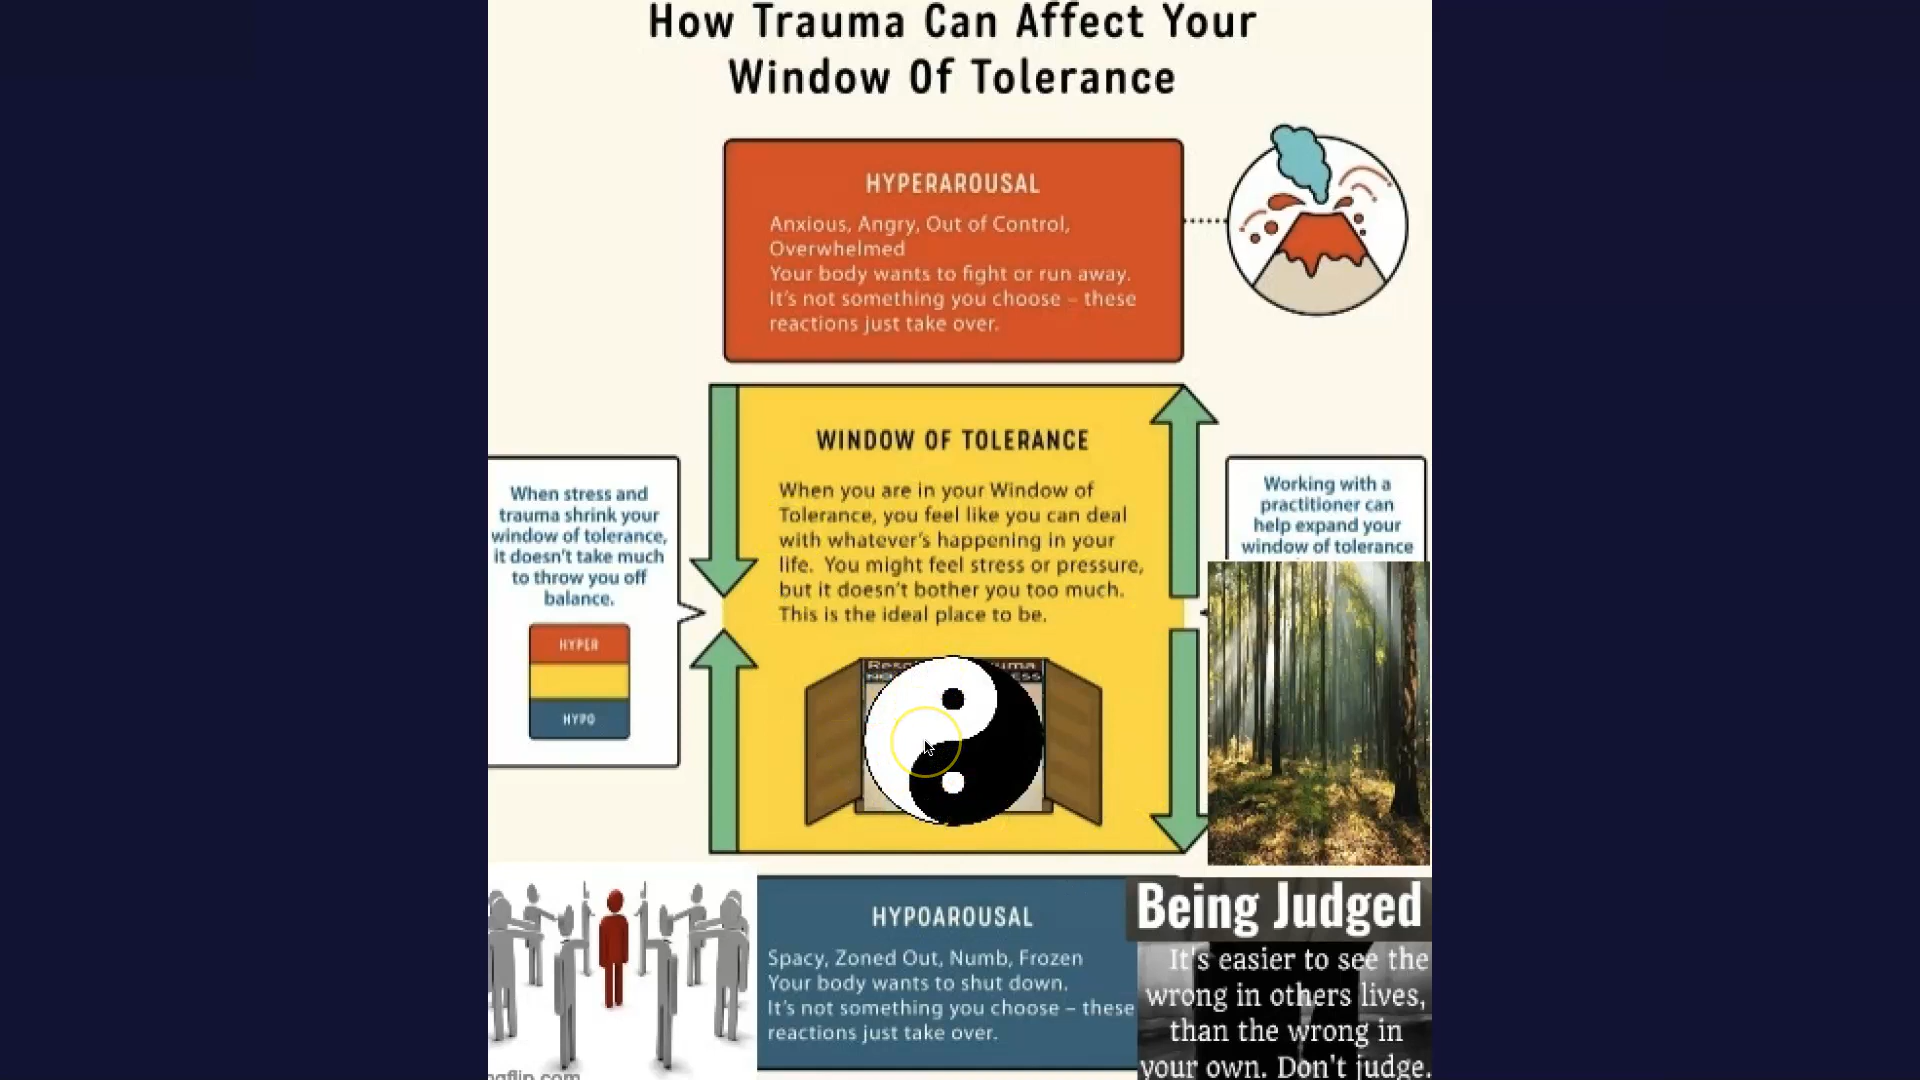 How Trauma Can Affect Your
Window Of Tolerance
HYPERAROUSAL
Anxious, Angry, Out of Control,
Overwhelmed
Your body wants to fight or run away.
It's not something you choose – these
reactions just take over.
WINDOW OF TOLERANCE
When you are in your Window of
Tolerance, you feel like you can deal
with whatever's happening in your
life. You might feel stress or pressure,
but it doesn't bother you too much.
This is the ideal place to be.
When stress and
trauma shrink your
window of tolerance,
it doesn't take much
to throw you off
balance.
HYPER
HYPO
Working with a
practitioner can
help expand your
window of tolerance
HYPOAROUSAL
Spacy, Zoned Out, Numb, Frozen
Your body wants to shut down.
It's not something you choose – these
reactions just take over.
Being Judged
It's easier to see the
wrong in others lives,
than the wrong in
your own. Don't judge.